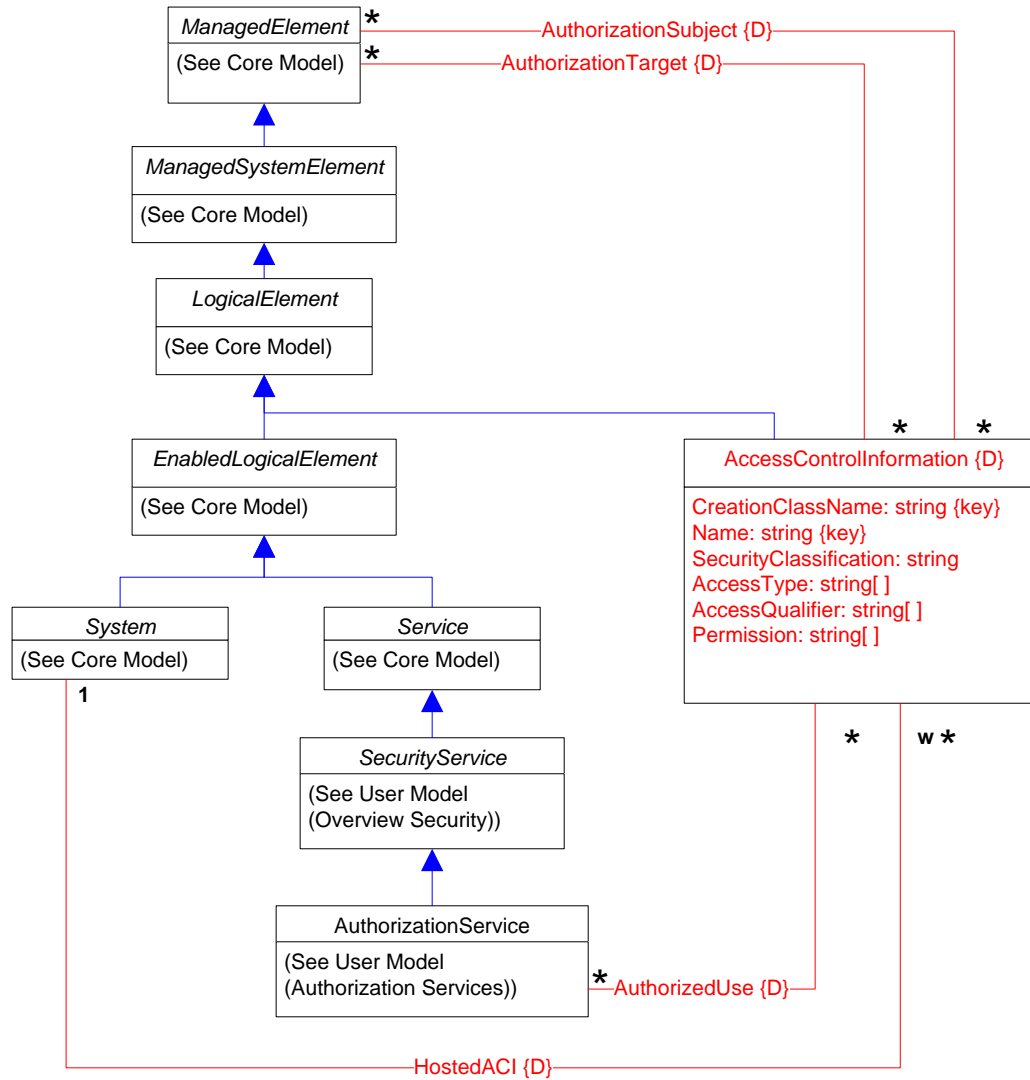 ManagedElement
*
AuthorizationSubject {D}
(See Core Model)
*
AuthorizationTarget {D}
ManagedSystemElement
(See Core Model)
LogicalElement
(See Core Model)
* *
EnabledLogicalElement
(See Core Model)
AccessControlInformation {D}
CreationClassName: string {key}
Name: string {key}
SecurityClassification: string
AccessType: string[ ]
AccessQualifier: string[ ]
Permission: string[ ]
System
(See Core Model)
1
Service
(See Core Model)
* w *
SecurityService
(See User Model
(Overview Security))
AuthorizationService
(See User Model
(Authorization Services))
*
AuthorizedUse {D}
HostedACI {D}